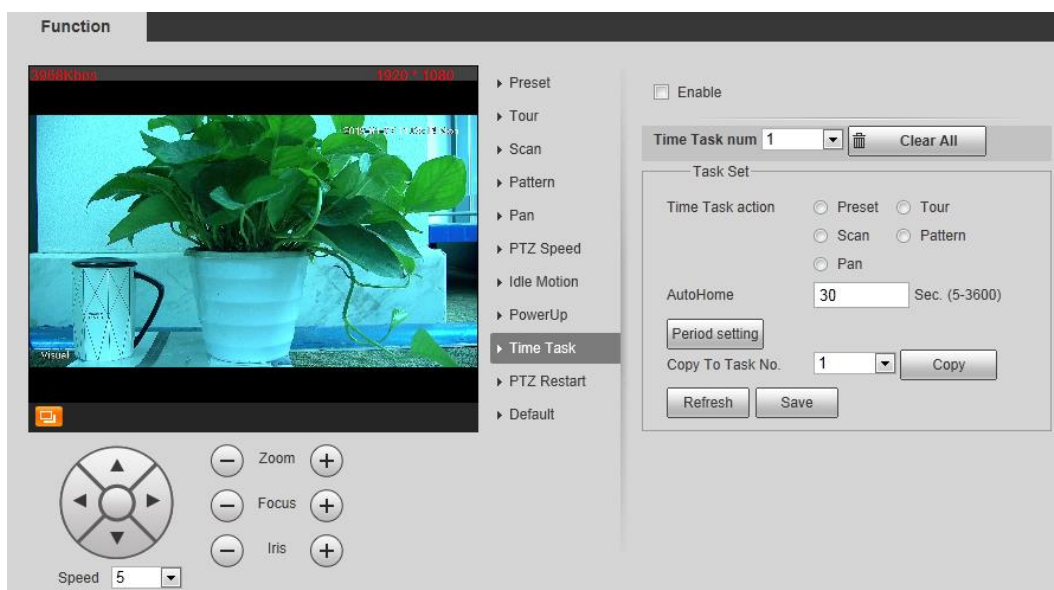 Function
3968Kbps 1920 * 1080
Visuel
Speed 5
Zoom
Focus
Iris
Preset
Tour
Scan
Pattern
Pan
PTZ Speed
Idle Motion
PowerUp
Time Task
PTZ Restart
Default
Enable
Time Task num 1 Clear All
Task Set
Time Task action Preset Tour
Scan Pattern
Pan
AutoHome 30 Sec. (5-3600)
Period setting
Copy To Task No. 1 Copy
Refresh Save